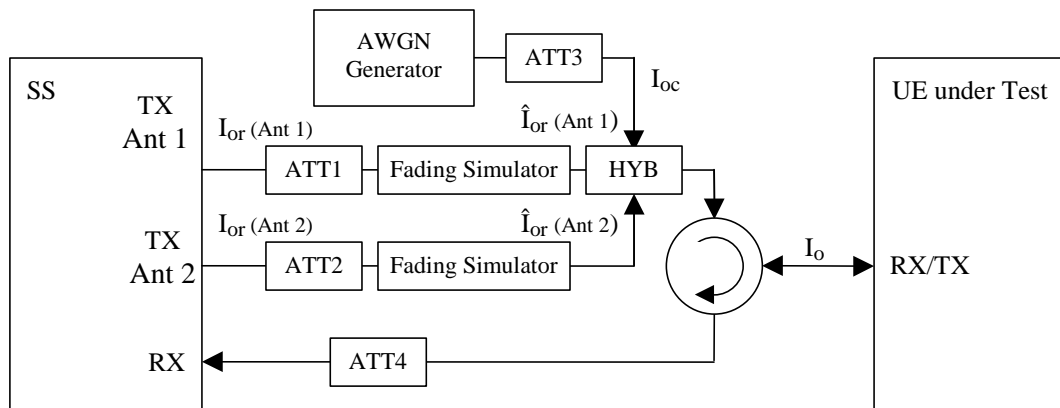 AWGN
Generator
ATT3
SS
UE under Test
I_oc
TX
Ant 1
I_or (Ant 1)
Î_or (Ant 1)
ATT1
Fading Simulator
HYB
TX
Ant 2
I_or (Ant 2)
Î_or (Ant 2)
ATT2
Fading Simulator
I_o
RX/TX
RX
ATT4